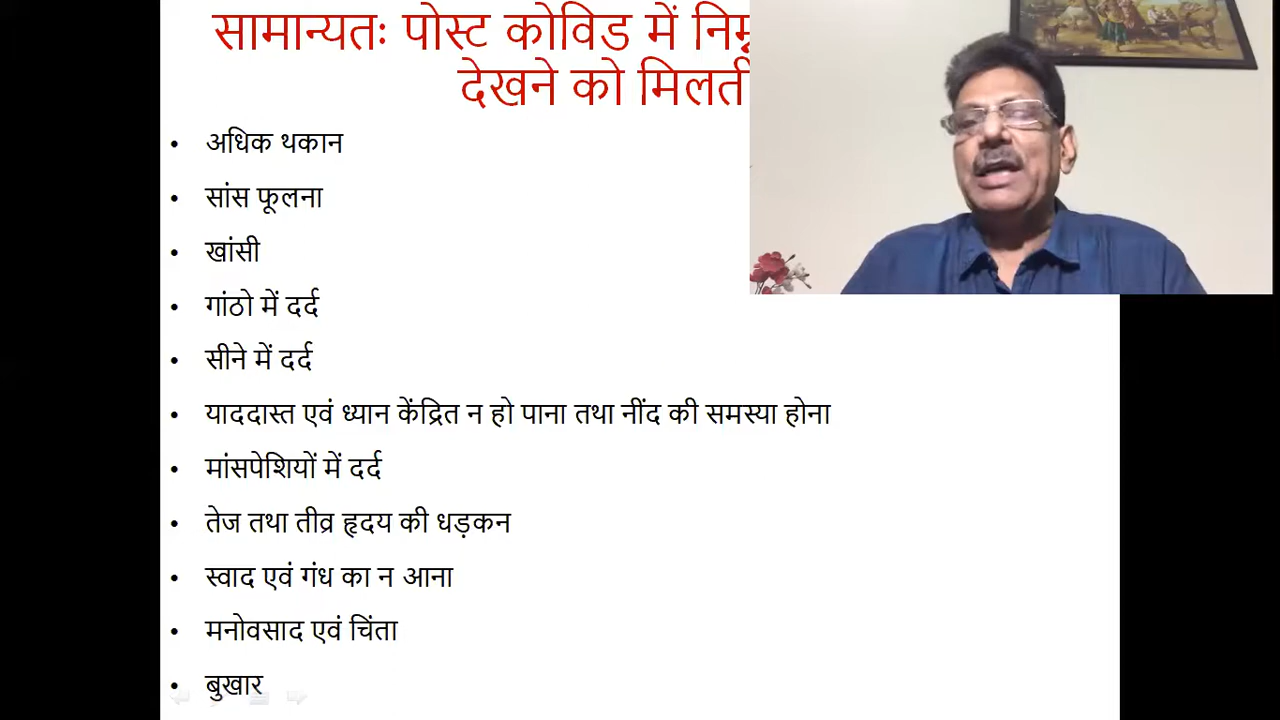 सामान्यतः पोस्ट कोविड में
देखने को
अधिक थकान
सांस फूलना
खांसी
गांठो में दर्द
सीने में दर्द
याददास्त एवं ध्यान केंद्रित न हो पाना तथा नींद की समस्या होना
मांसपेशियों में दर्द
तेज तथा तीव्र हृदय की धड़कन
स्वाद एवं गंध का न आना
मनोवसाद एवं चिंता
बुखार